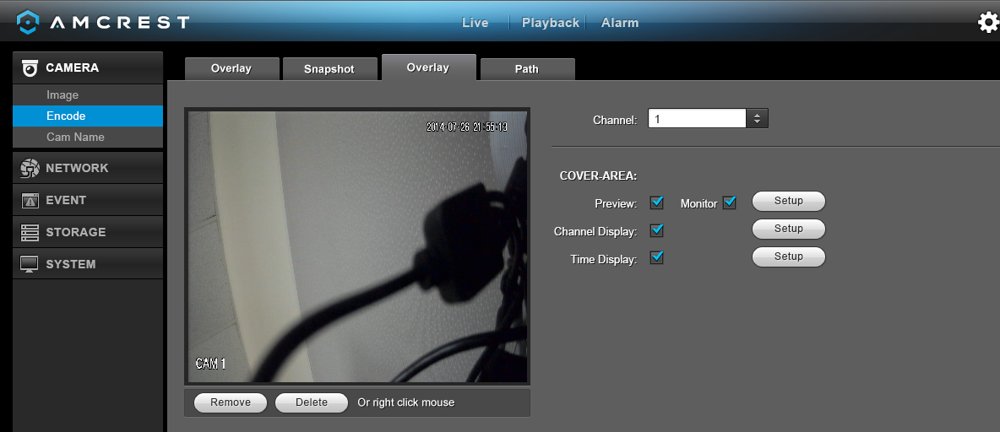 AMCREST
Live Playback Alarm
CAMERA
Image
Encode
Cam Name
NETWORK
EVENT
STORAGE
SYSTEM
Overlay Snapshot Overlay Path
2014-07-26 21:55:13
CAM 1
Remove Delete Or right click mouse
Channel: 1
COVER-AREA:
Preview: Monitor Setup
Channel Display: Setup
Time Display: Setup